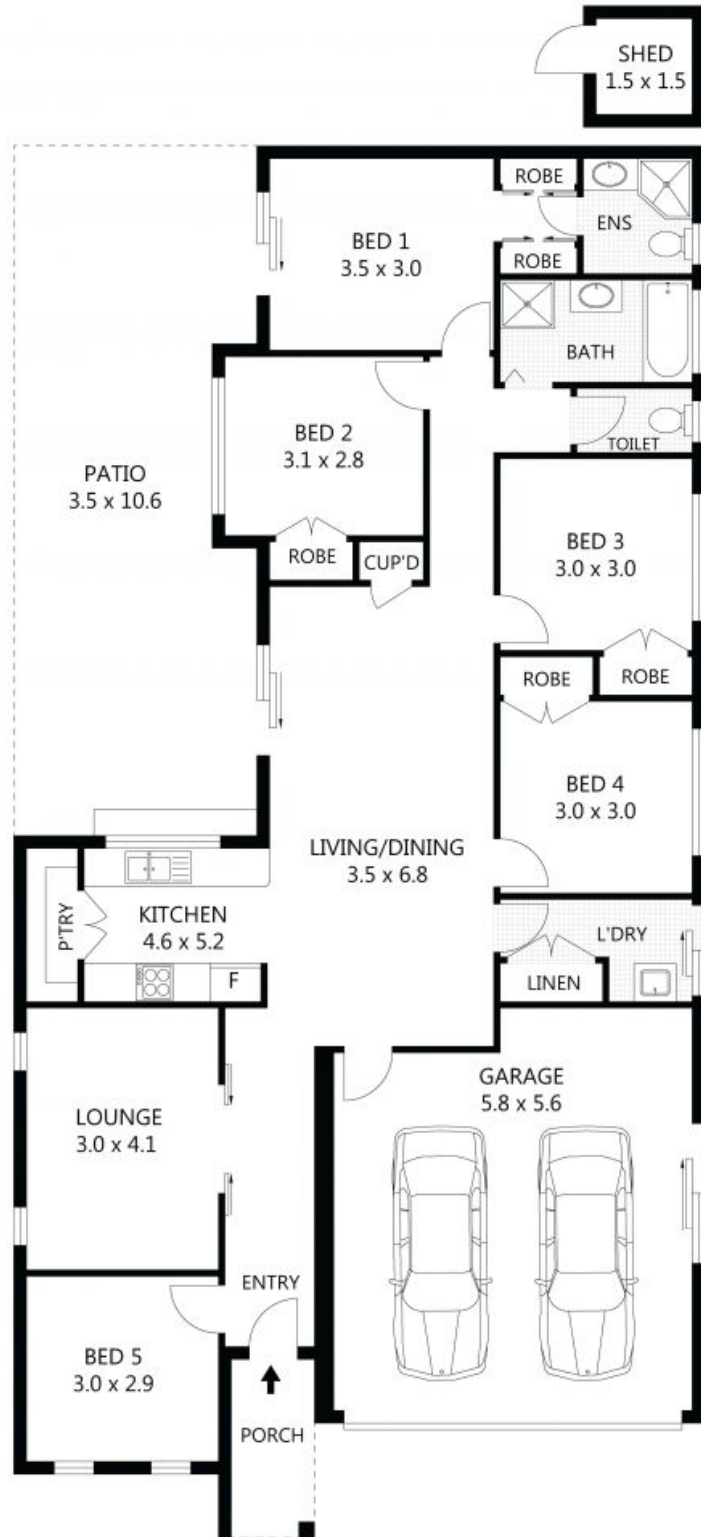 SHED
1.5 x 1.5
ROBE
ENS
BED 1
3.5 x 3.0
ROBE
BATH
BED 2
3.1 x 2.8
TOILET
PATIO
3.5 x 10.6
ROBE
CUP'D
BED 3
3.0 x 3.0
ROBE
ROBE
BED 4
3.0 x 3.0
LIVING/DINING
3.5 x 6.8
P'TRY
KITCHEN
4.6 x 5.2
F
L'DRY
LINEN
GARAGE
5.8 x 5.6
LOUNGE
3.0 x 4.1
ENTRY
BED 5
3.0 x 2.9
PORCH